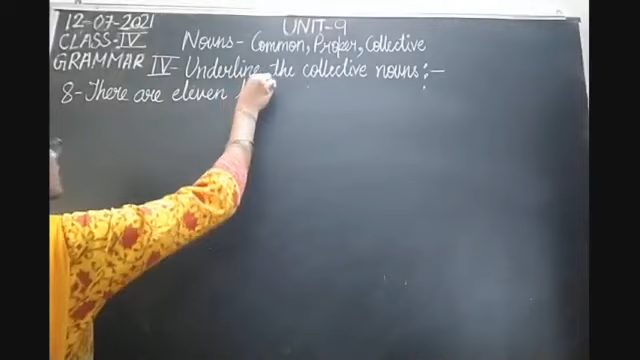 12-07-2021 UNIT-9
CLASS-IV Nouns- Common, Proper, Collective
GRAMMAR IV- Underline the collective nouns:-
8- There are eleven